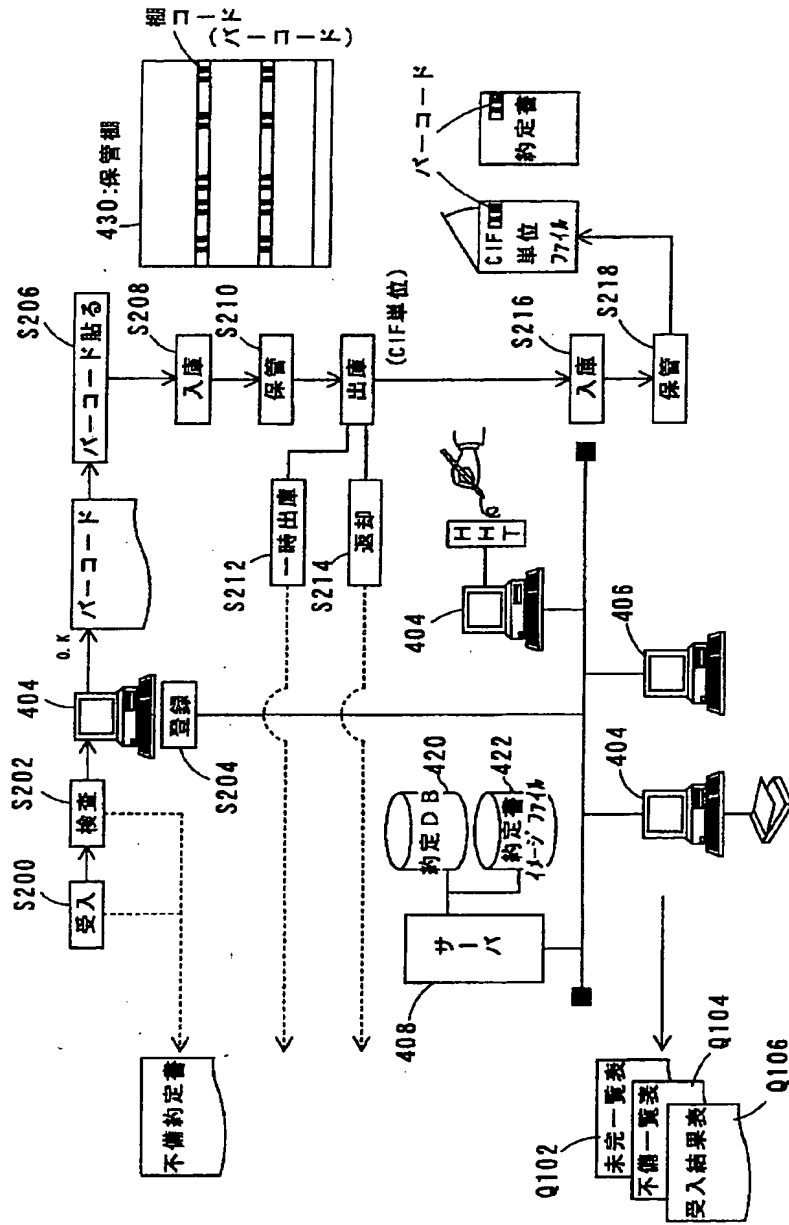 S200
受入
S202
検査
404
登録
S204
O.K
バーコード
S206
バーコード貼る
430:保管棚
棚コード
(バーコード)
S208
入庫
S210
保管
出庫
(CIF単位)
S212
一時出庫
S214
返却
S216
入庫
S218
保管
バーコード
CIF
単位
ファイル
約定書
不備約定書
408
サーバ
約定DB
420
約定書
イメージファイル
422
404
HHT
404
406
Q102
未完一覧表
不備一覧表
Q104
受入結果表
Q106